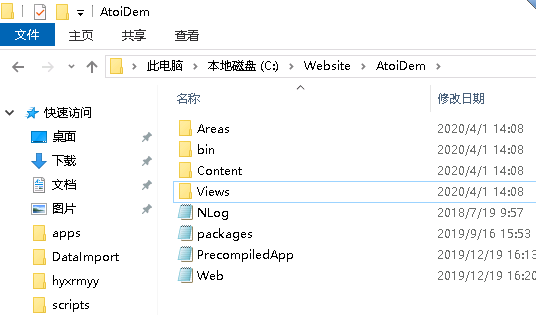 AtoiDem
文件 主页 共享 查看
此电脑 本地磁盘 (C:) Website AtoiDem
名称 修改日期
快速访问
桌面
下载
文档
图片
apps
DataImport
hyxrmyy
scripts
Areas 2020/4/1 14:08
bin 2020/4/1 14:08
Content 2020/4/1 14:08
Views 2020/4/1 14:08
NLog 2018/7/19 9:57
packages 2019/9/16 15:53
PrecompiledApp 2019/12/19 16:13
Web 2019/12/19 16:20